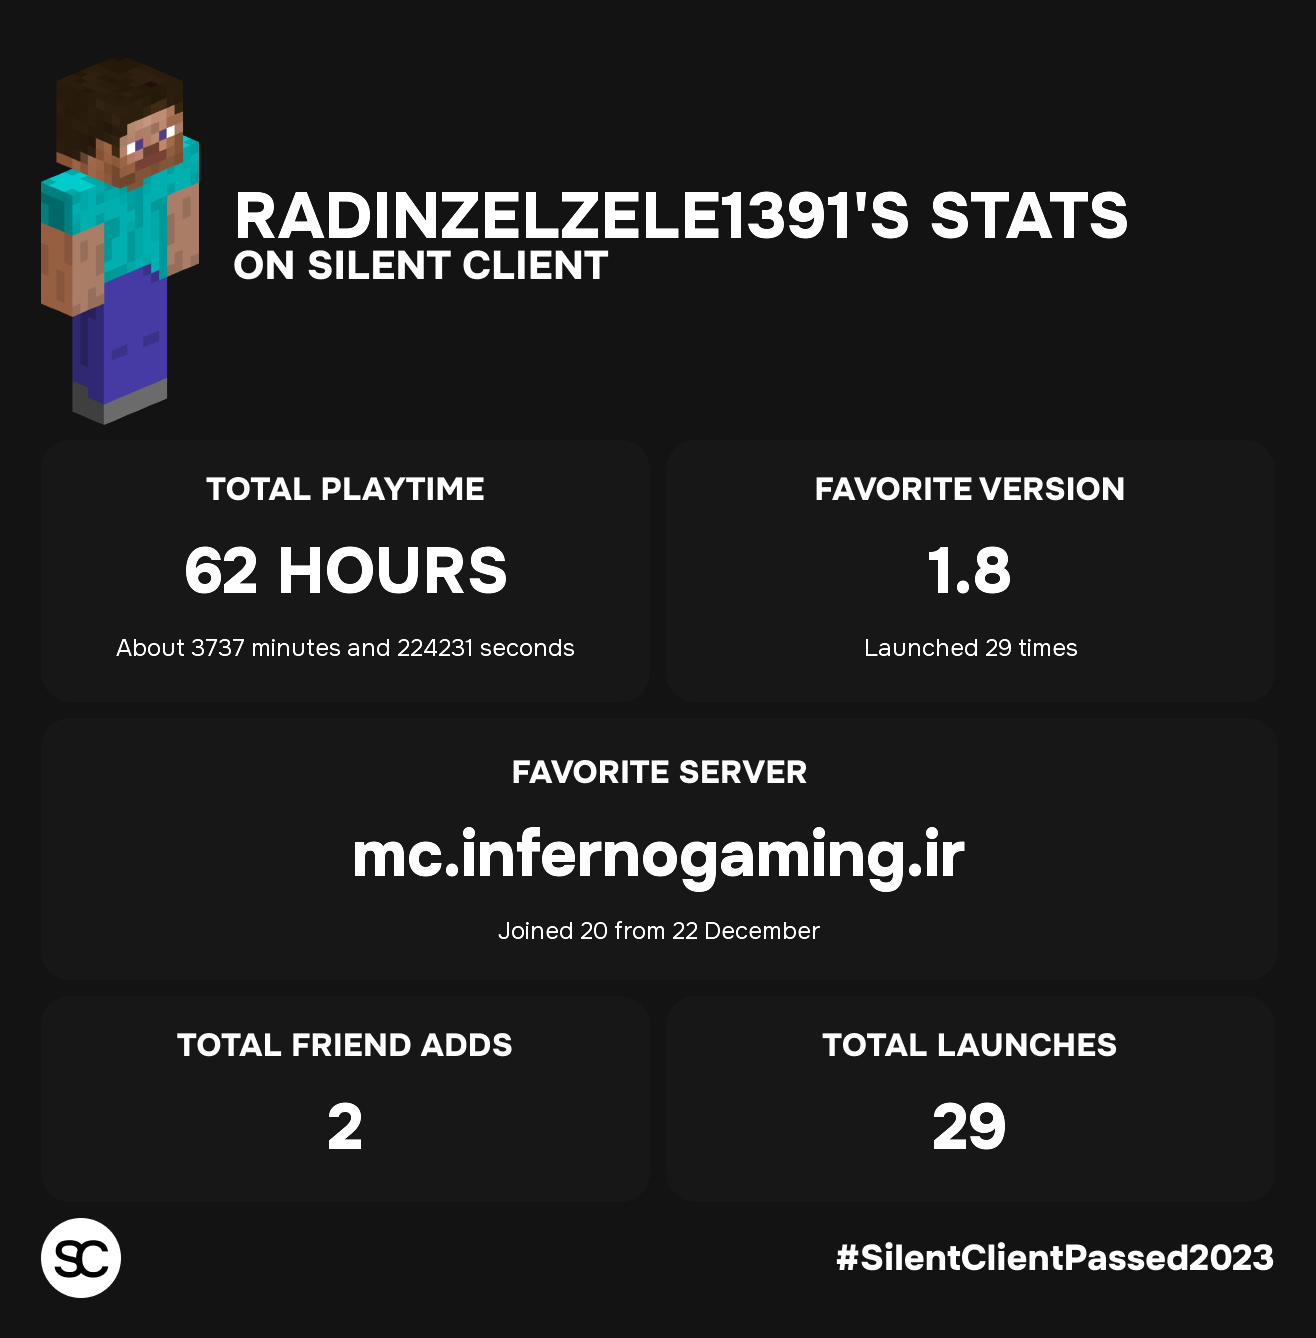 RADINZELZELE1391'S STATS
ON SILENT CLIENT
TOTAL PLAYTIME
62 HOURS
About 3737 minutes and 224231 seconds
FAVORITE VERSION
1.8
Launched 29 times
FAVORITE SERVER
mc.infernogaming.ir
Joined 20 from 22 December
TOTAL FRIEND ADDS
2
TOTAL LAUNCHES
29
SC
#SilentClientPassed2023